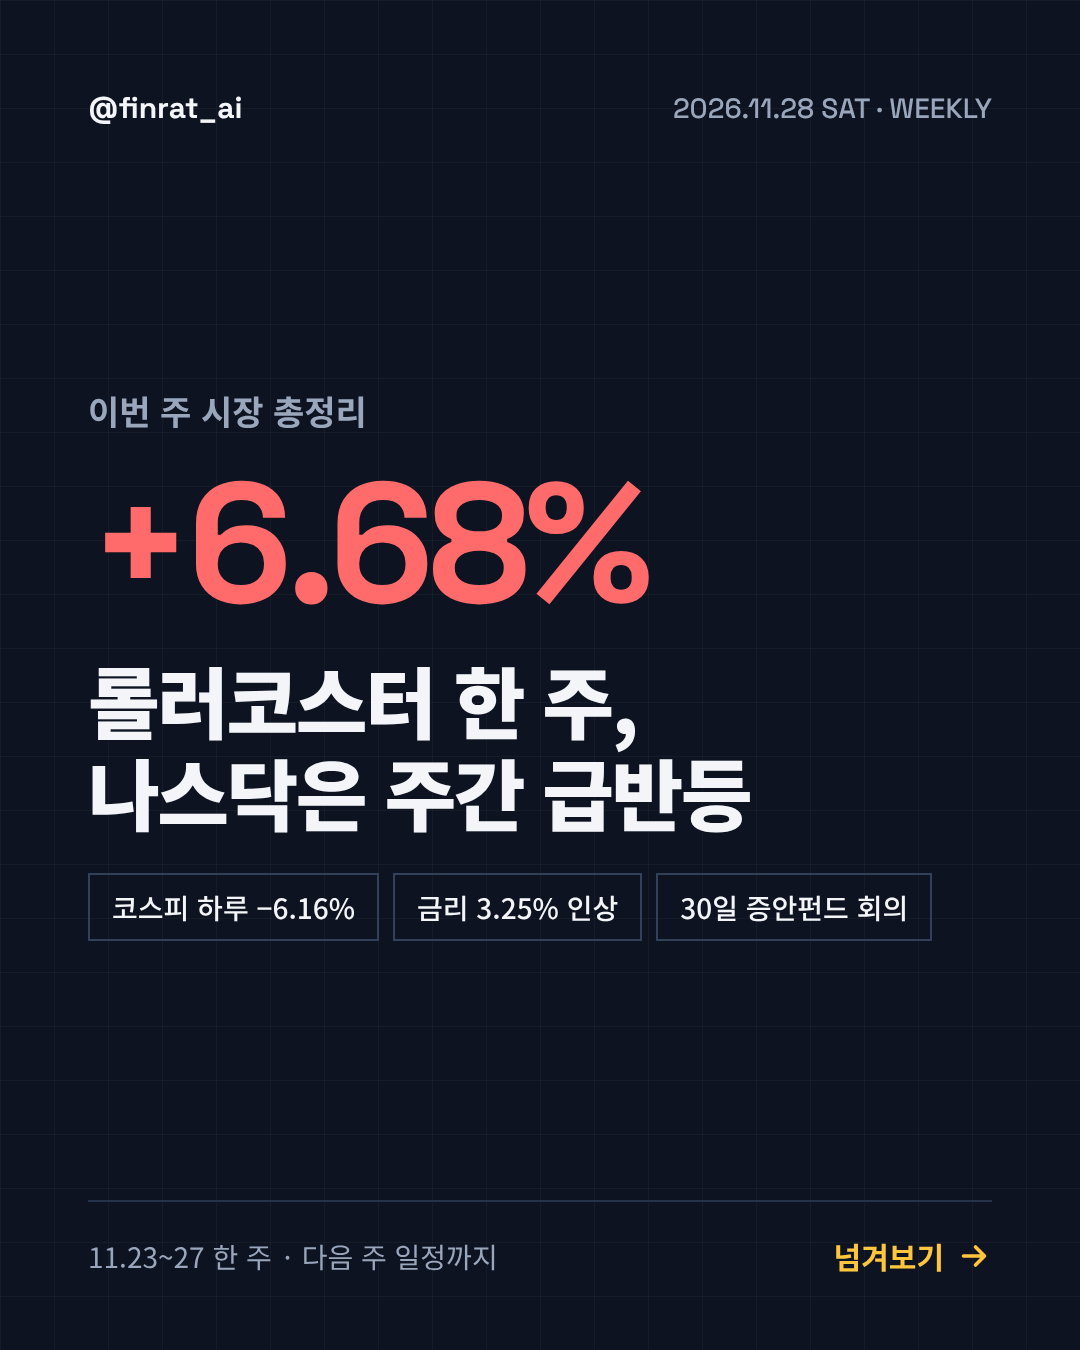 @finrat_ai
2026.11.28 SAT · WEEKLY
이번 주 시장 총정리
+6.68%
롤러코스터 한 주,
나스닥은 주간 급반등
코스피 하루 −6.16%
금리 3.25% 인상
30일 증안펀드 회의
11.23~27 한 주 · 다음 주 일정까지
넘겨보기 →